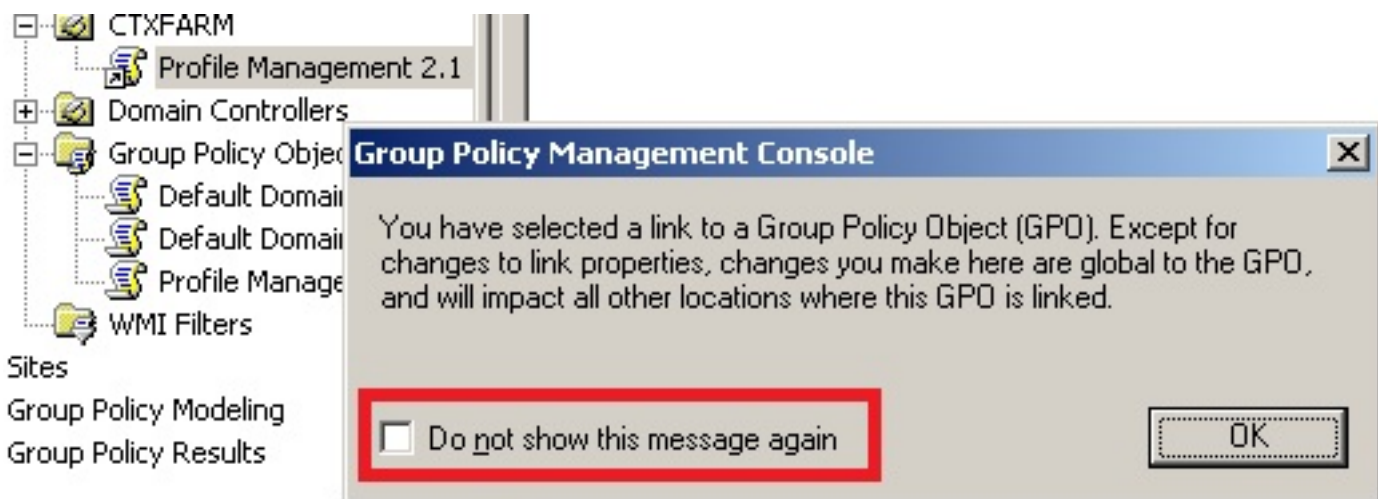 CTXFARM
Profile Management 2.1
Domain Controllers
Group Policy Objec
Default Domai
Default Domai
Profile Manage
WMI Filters
Sites
Group Policy Modeling
Group Policy Results
Group Policy Management Console
You have selected a link to a Group Policy Object (GPO). Except for
changes to link properties, changes you make here are global to the GPO,
and will impact all other locations where this GPO is linked.
Do not show this message again
OK